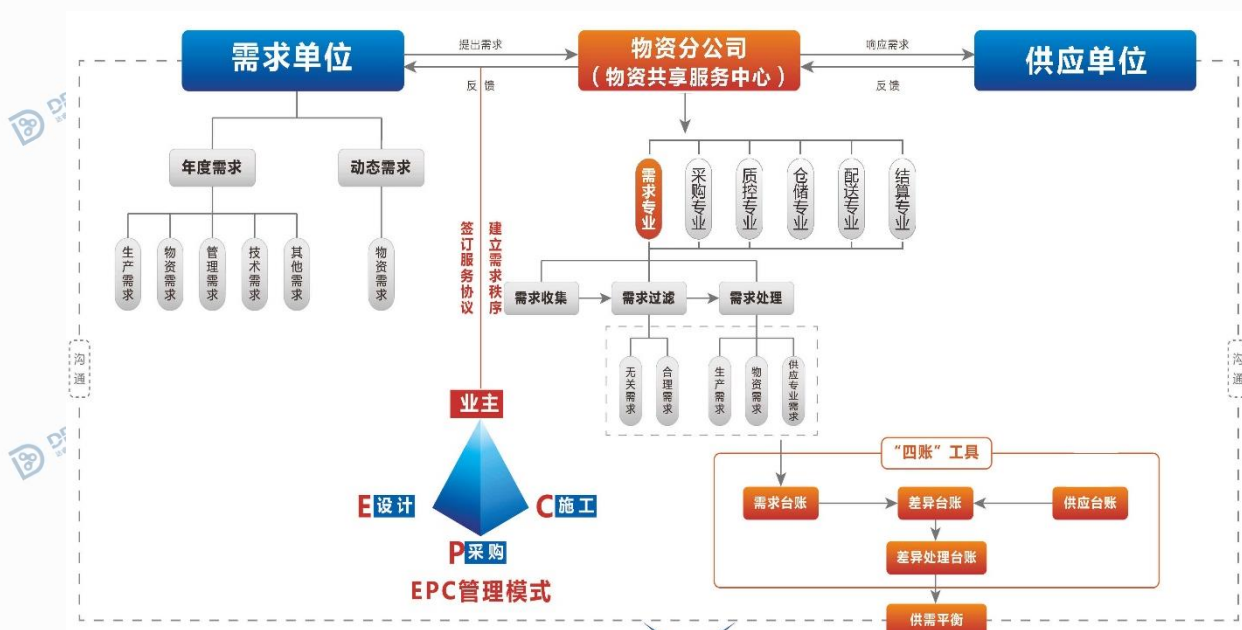 需求单位
提出需求
反馈
物资分公司
（物资共享服务中心）
响应需求
反馈
供应单位
年度需求
动态需求
生产需求
物资需求
管理需求
技术需求
其他需求
物资需求
需求专业
采购专业
质控专业
仓储专业
配送专业
结算专业
签订服务协议
建立需求秩序
需求收集
需求过滤
需求处理
无关需求
合理需求
生产需求
物资需求
供应专业需求
沟通
沟通
业主
E设计
C施工
P采购
EPC管理模式
“四账”工具
需求台账
差异台账
供应台账
差异处理台账
供需平衡